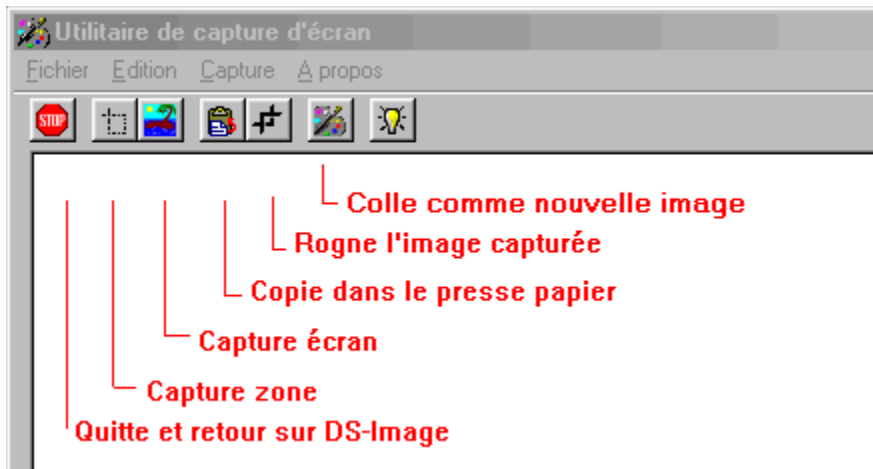 Utilitaire de capture d'écran
Fichier Edition Capture A propos
STOP
Colle comme nouvelle image
Rogne l'image capturée
Copie dans le presse papier
Capture écran
Capture zone
Quitte et retour sur DS-Image